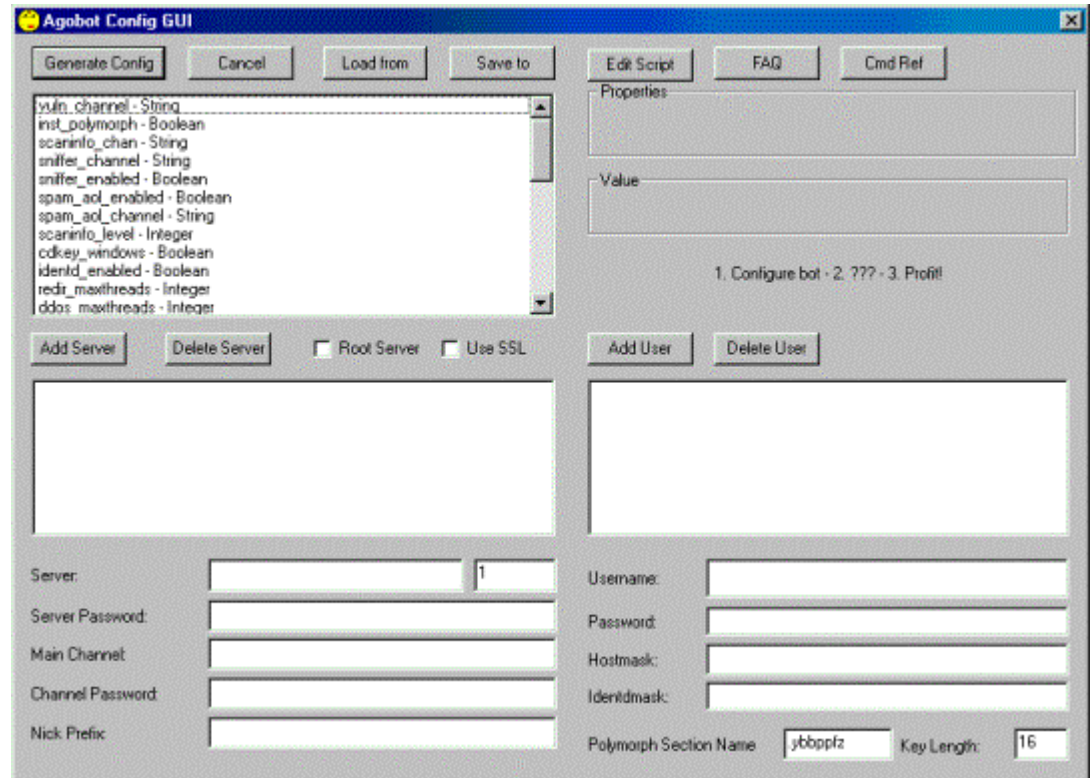 Agobot Config GUI
Generate Config Cancel Load from Save to Edit Script FAQ Cmd Ref
vuln_channel - String
inst_polymorph - Boolean
scaninfo_chan - String
sniffer_channel - String
sniffer_enabled - Boolean
spam_aol_enabled - Boolean
spam_aol_channel - String
scaninfo_level - Integer
cdkey_windows - Boolean
identd_enabled - Boolean
redir_maxthreads - Integer
ddos_maxthreads - Integer
Properties
Value
1. Configure bot - 2. ??? - 3. Profit!
Add Server Delete Server Root Server Use SSL
Add User Delete User
Server: 1
Server Password:
Main Channel:
Channel Password:
Nick Prefix:
Username:
Password:
Hostmask:
Identdmask:
Polymorph Section Name .ybbppfz Key Length: 16